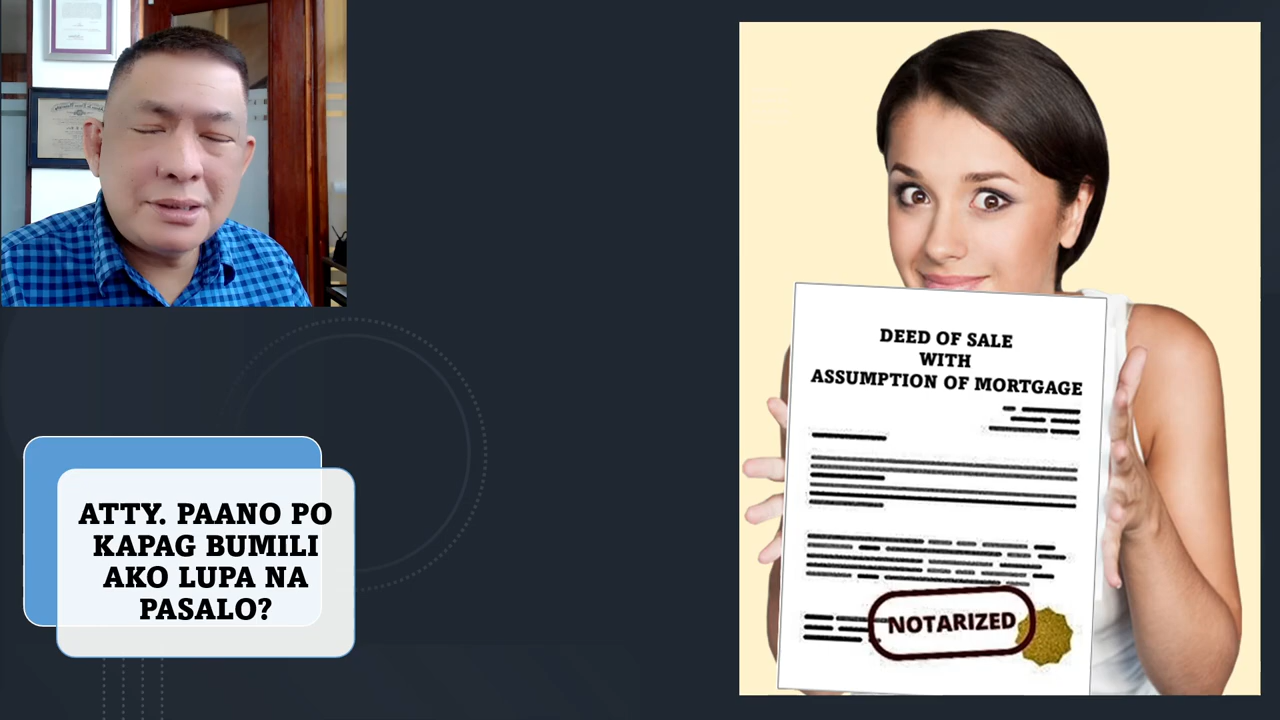 ATTY. PAANO PO
KAPAG BUMILI
AKO LUPA NA
PASALO?
DEED OF SALE
WITH
ASSUMPTION OF MORTGAGE
NOTARIZED